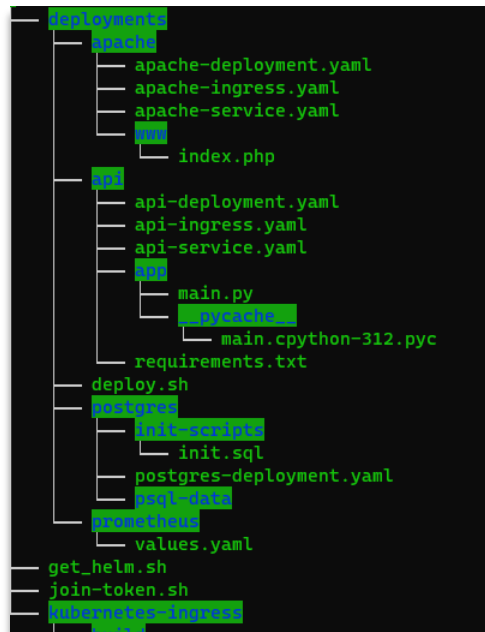 deployments
apache
apache-deployment.yaml
apache-ingress.yaml
apache-service.yaml
www
index.php
api
api-deployment.yaml
api-ingress.yaml
api-service.yaml
app
main.py
__pycache__
main.cpython-312.pyc
requirements.txt
deploy.sh
postgres
init-scripts
init.sql
postgres-deployment.yaml
psql-data
prometheus
values.yaml
get_helm.sh
join-token.sh
kubernetes-ingress